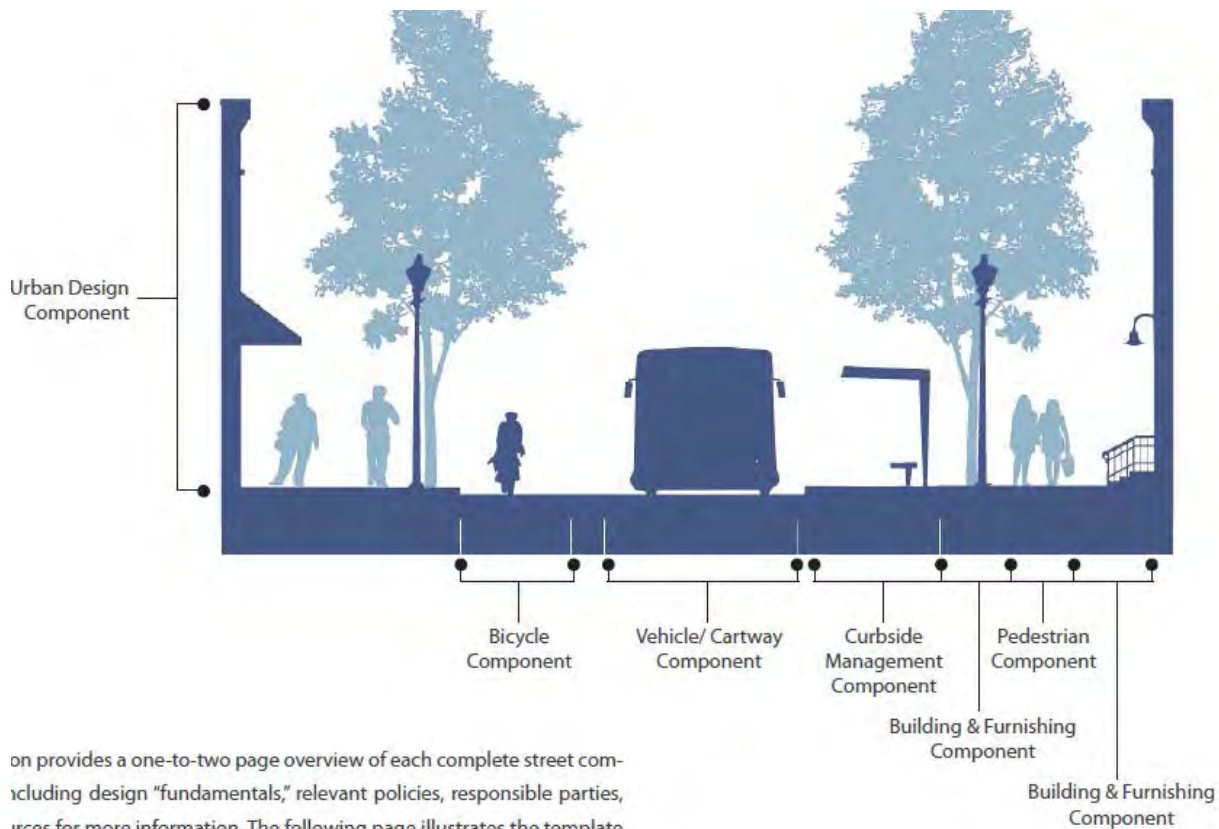 Urban Design
Component
Bicycle
Component
Vehicle/ Cartway
Component
Curbside
Management
Component
Pedestrian
Component
Building & Furnishing
Component
Building & Furnishing
Component
on provides a one-to-two page overview of each complete street com-
ncluding design “fundamentals,” relevant policies, responsible parties,
urces for more information. The following page illustrates the template